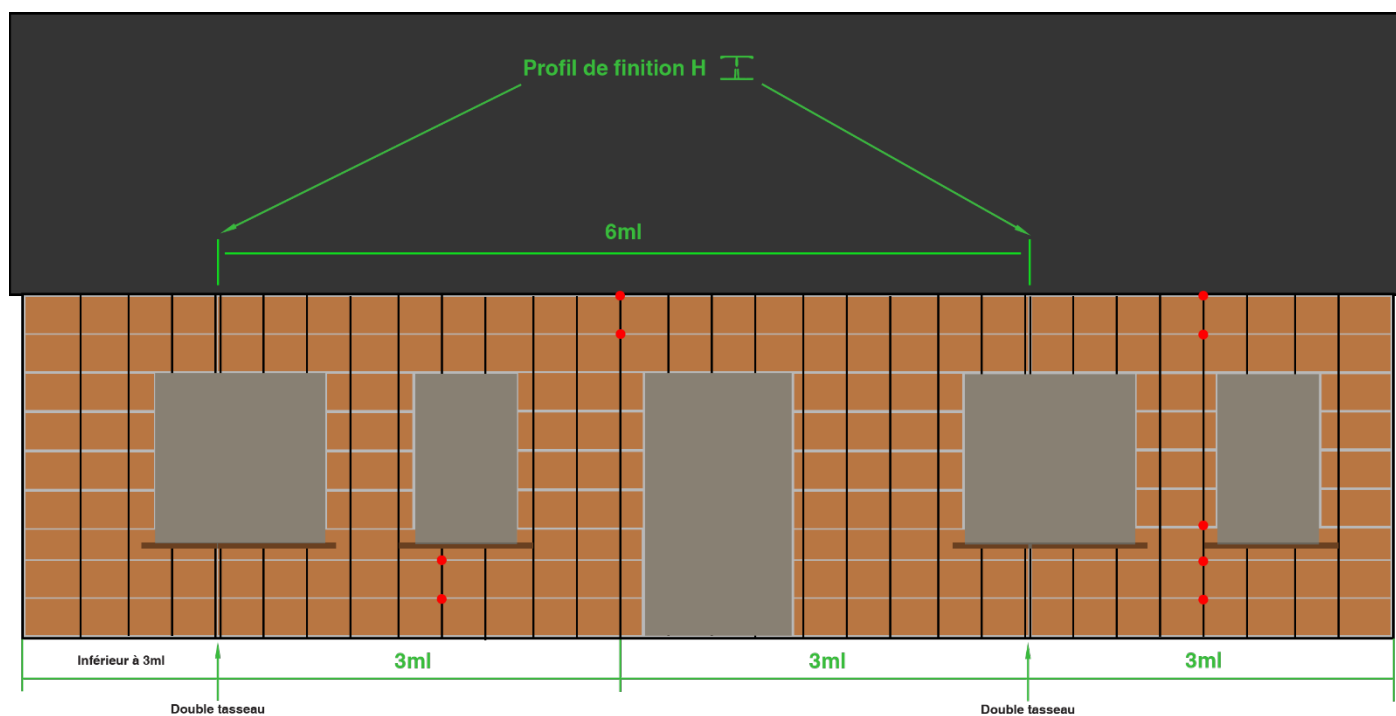 Profil de finition H
6ml
Inférieur à 3ml
3ml
3ml
3ml
Double tasseau
Double tasseau